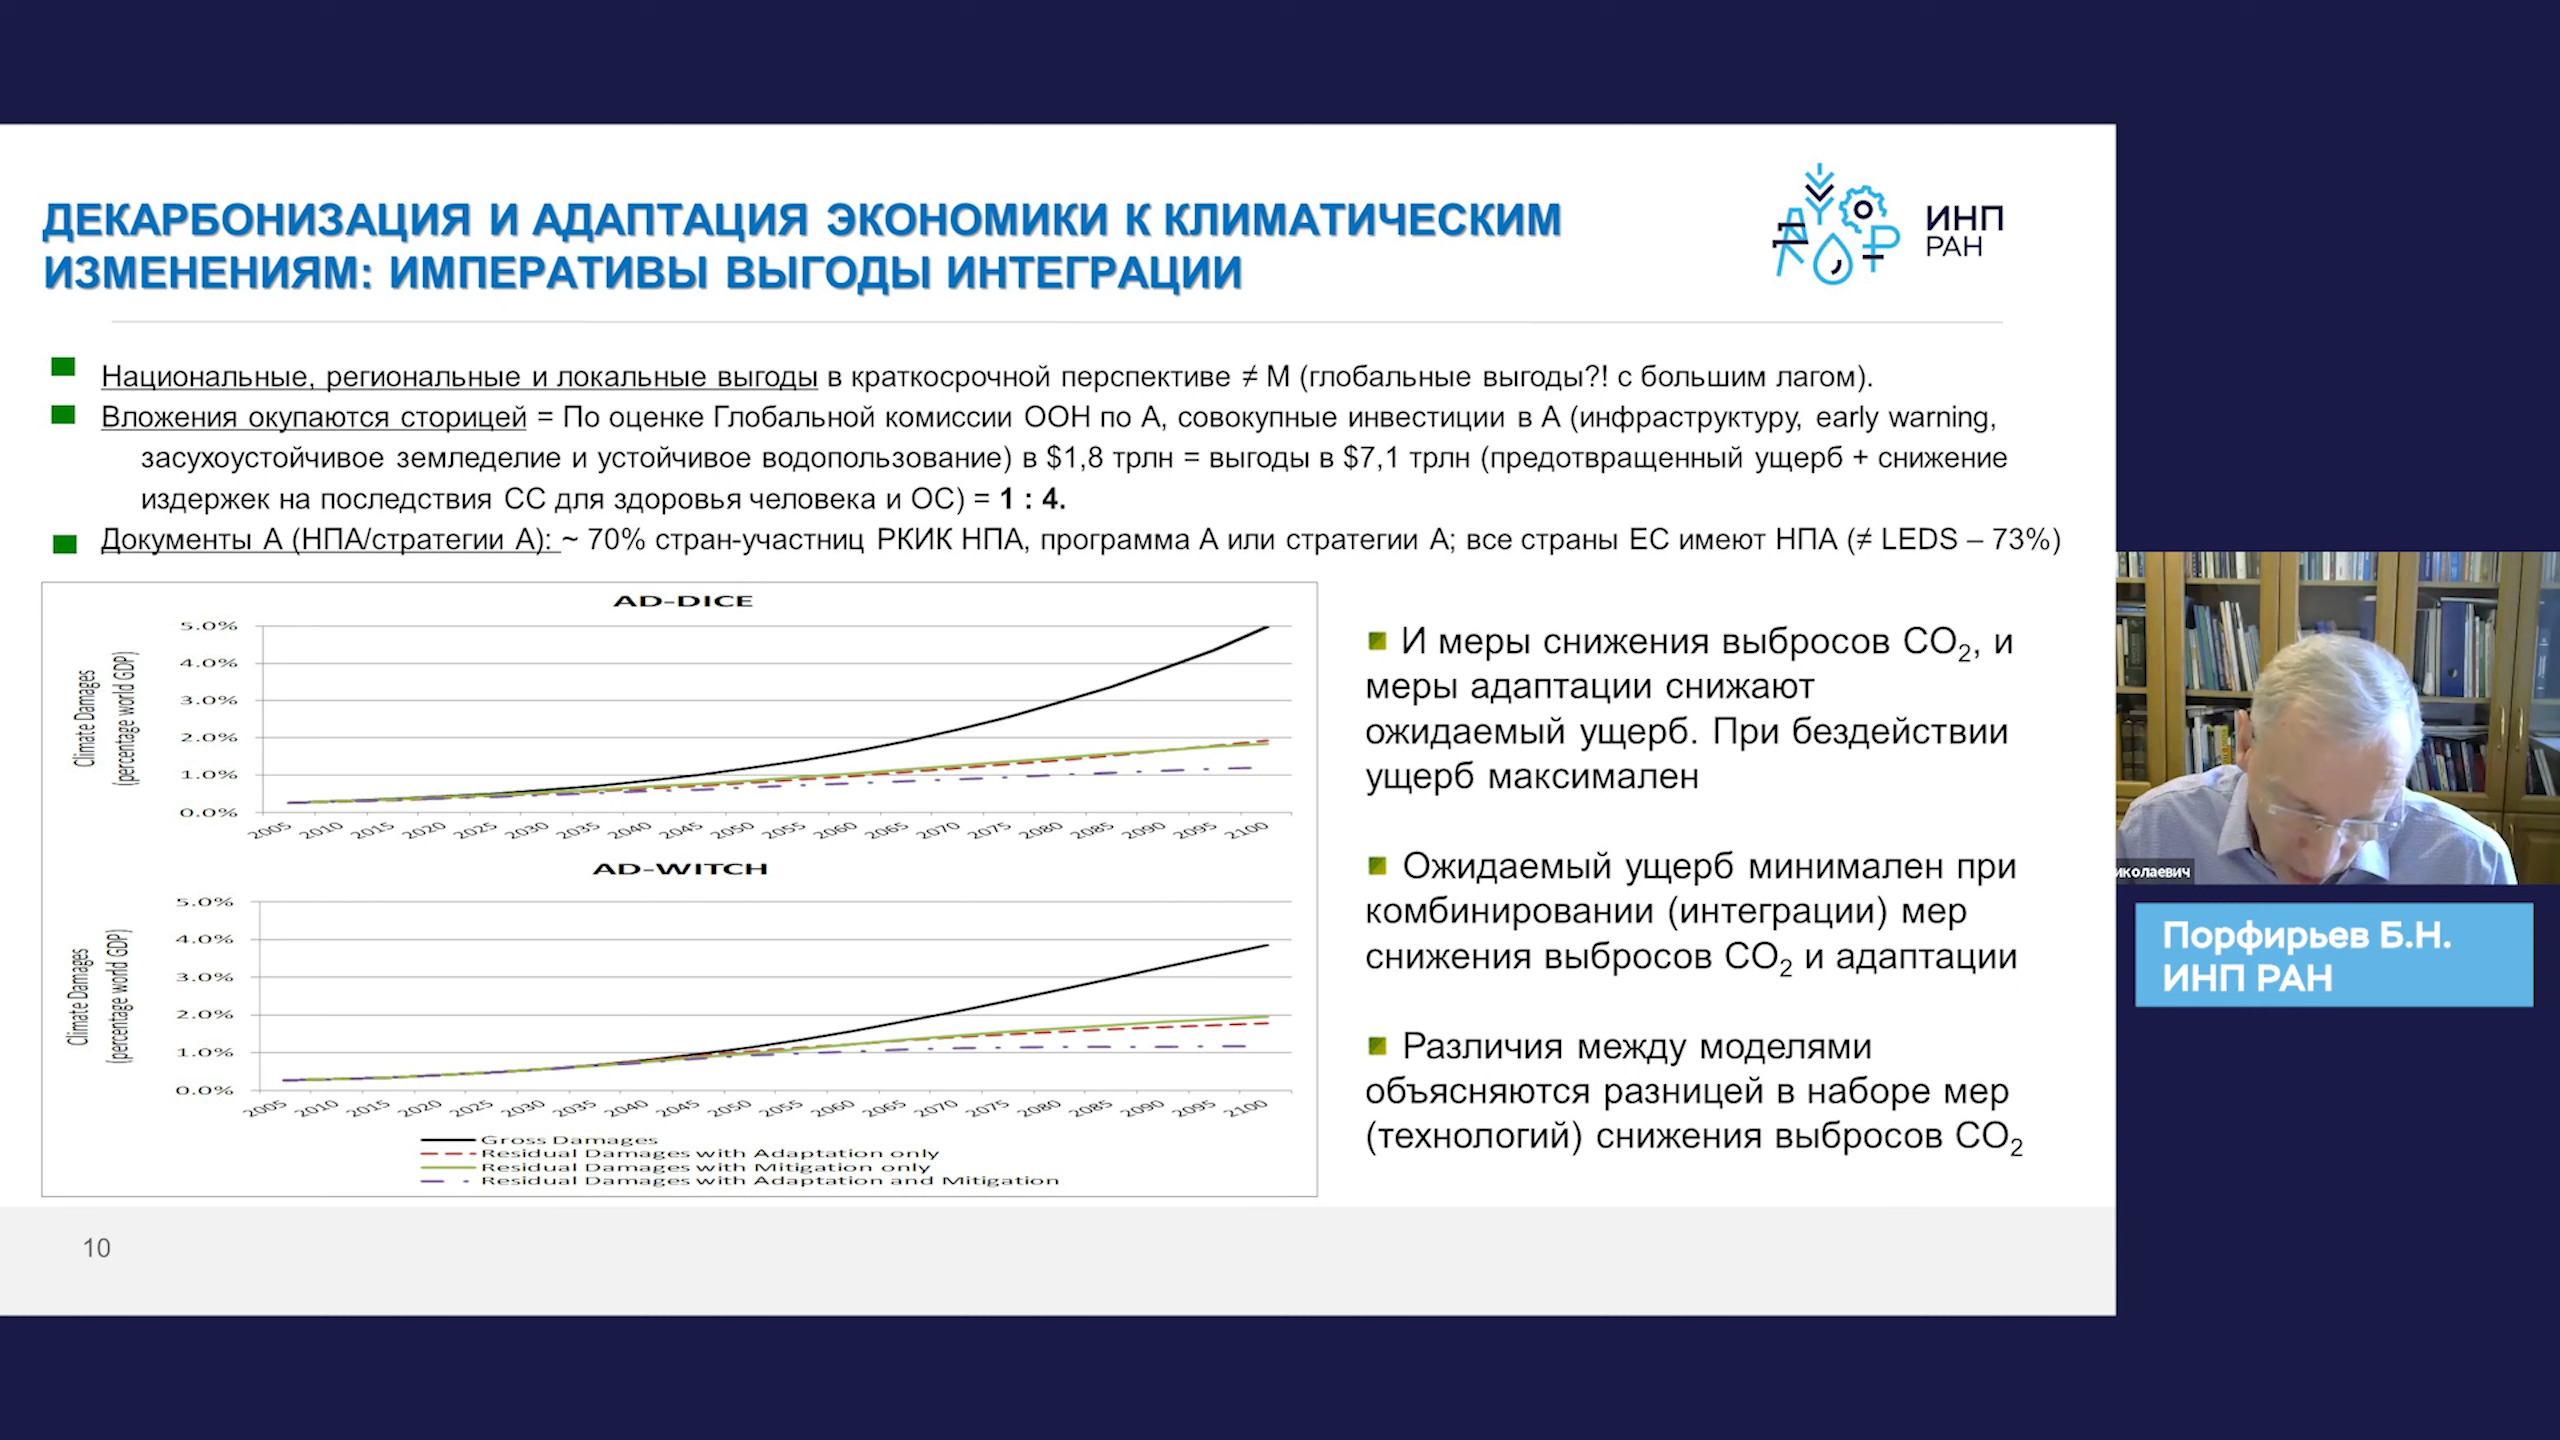 ДЕКАРБОНИЗАЦИЯ И АДАПТАЦИЯ ЭКОНОМИКИ К КЛИМАТИЧЕСКИМ
ИЗМЕНЕНИЯМ: ИМПЕРАТИВЫ ВЫГОДЫ ИНТЕГРАЦИИ
ИНП
РАН
Национальные, региональные и локальные выгоды в краткосрочной перспективе ≠ М (глобальные выгоды?! с большим лагом).
Вложения окупаются сторицей = По оценке Глобальной комиссии ООН по А, совокупные инвестиции в А (инфраструктуру, early warning,
засухоустойчивое земледелие и устойчивое водопользование) в $1,8 трлн = выгоды в $7,1 трлн (предотвращенный ущерб + снижение
издержек на последствия СС для здоровья человека и ОС) = 1 : 4.
Документы А (НПА/стратегии А): ~ 70% стран-участниц РКИК НПА, программа А или стратегии А; все страны ЕС имеют НПА (≠ LEDS – 73%)
AD-DICE
Climate Damages
(percentage world GDP)
5.0%
4.0%
3.0%
2.0%
1.0%
0.0%
2005 2010 2015 2020 2025 2030 2035 2040 2045 2050 2055 2060 2065 2070 2075 2080 2085 2090 2095 2100
AD-WITCH
Climate Damages
(percentage world GDP)
5.0%
4.0%
3.0%
2.0%
1.0%
0.0%
2005 2010 2015 2020 2025 2030 2035 2040 2045 2050 2055 2060 2065 2070 2075 2080 2085 2090 2095 2100
Gross Damages
Residual Damages with Adaptation only
Residual Damages with Mitigation only
Residual Damages with Adaptation and Mitigation
И меры снижения выбросов CO2, и
меры адаптации снижают
ожидаемый ущерб. При бездействии
ущерб максимален
Ожидаемый ущерб минимален при
комбинировании (интеграции) мер
снижения выбросов CO2 и адаптации
Различия между моделями
объясняются разницей в наборе мер
(технологий) снижения выбросов CO2
иколаевич
Порфирьев Б.Н.
ИНП РАН
10